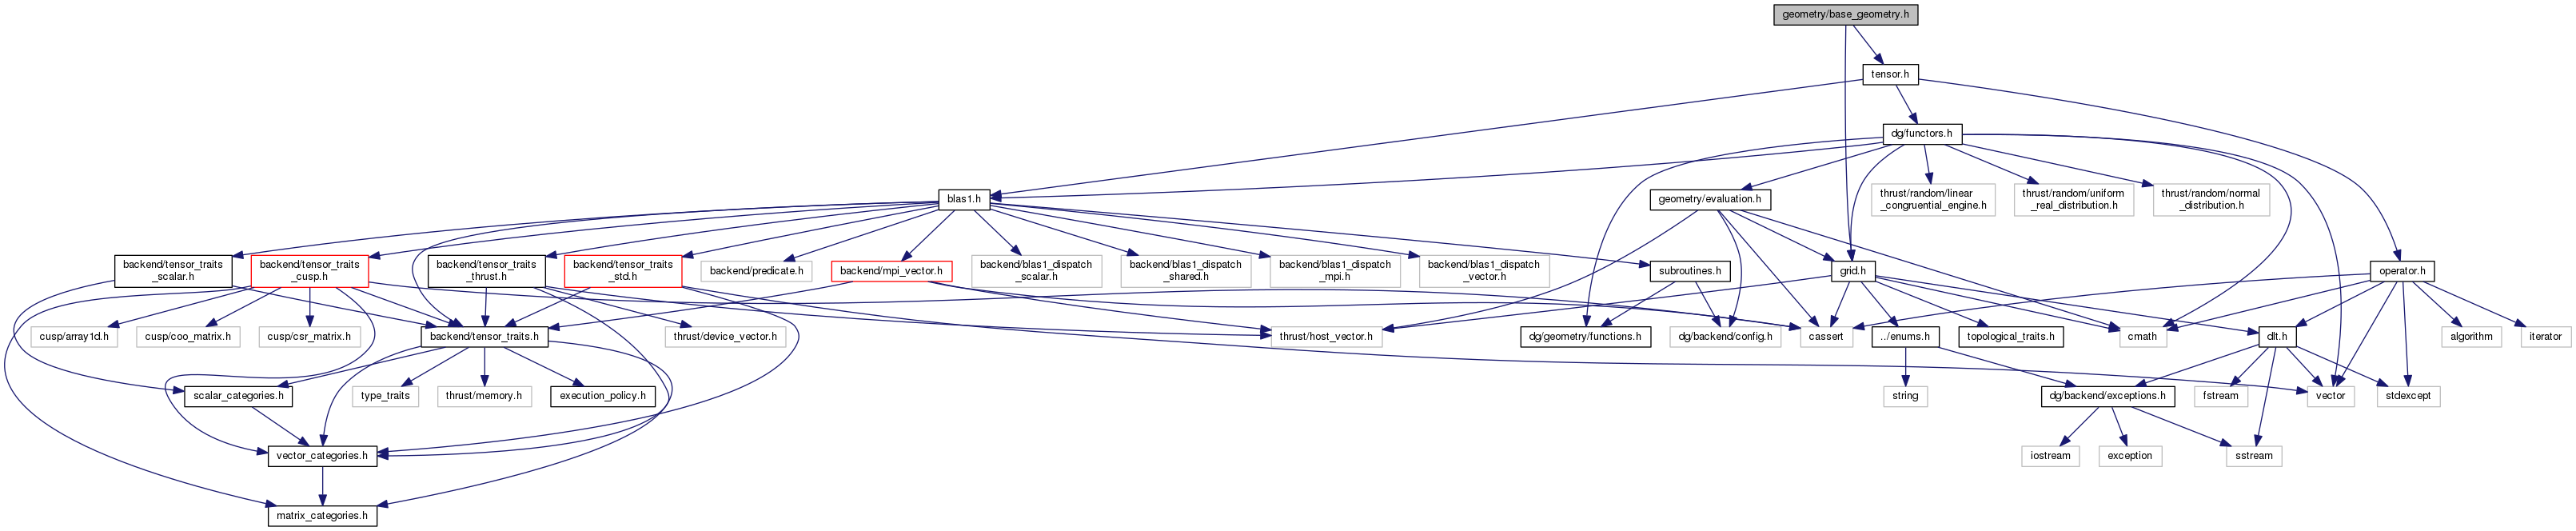 geometry/base_geometry.h
tensor.h
dg/functors.h
blas1.h
geometry/evaluation.h
thrust/random/linear
_congruential_engine.h
thrust/random/uniform
_real_distribution.h
thrust/random/normal
_distribution.h
backend/tensor_traits
_scalar.h
backend/tensor_traits
_cusp.h
backend/tensor_traits
_thrust.h
backend/tensor_traits
_std.h
backend/predicate.h
backend/mpi_vector.h
backend/blas1_dispatch
_scalar.h
backend/blas1_dispatch
_shared.h
backend/blas1_dispatch
_mpi.h
backend/blas1_dispatch
_vector.h
subroutines.h
grid.h
operator.h
cusp/array1d.h
cusp/coo_matrix.h
cusp/csr_matrix.h
backend/tensor_traits.h
thrust/device_vector.h
thrust/host_vector.h
dg/geometry/functions.h
dg/backend/config.h
cassert
../enums.h
topological_traits.h
cmath
dlt.h
algorithm
iterator
scalar_categories.h
type_traits
thrust/memory.h
execution_policy.h
string
dg/backend/exceptions.h
fstream
vector
stdexcept
vector_categories.h
iostream
exception
sstream
matrix_categories.h